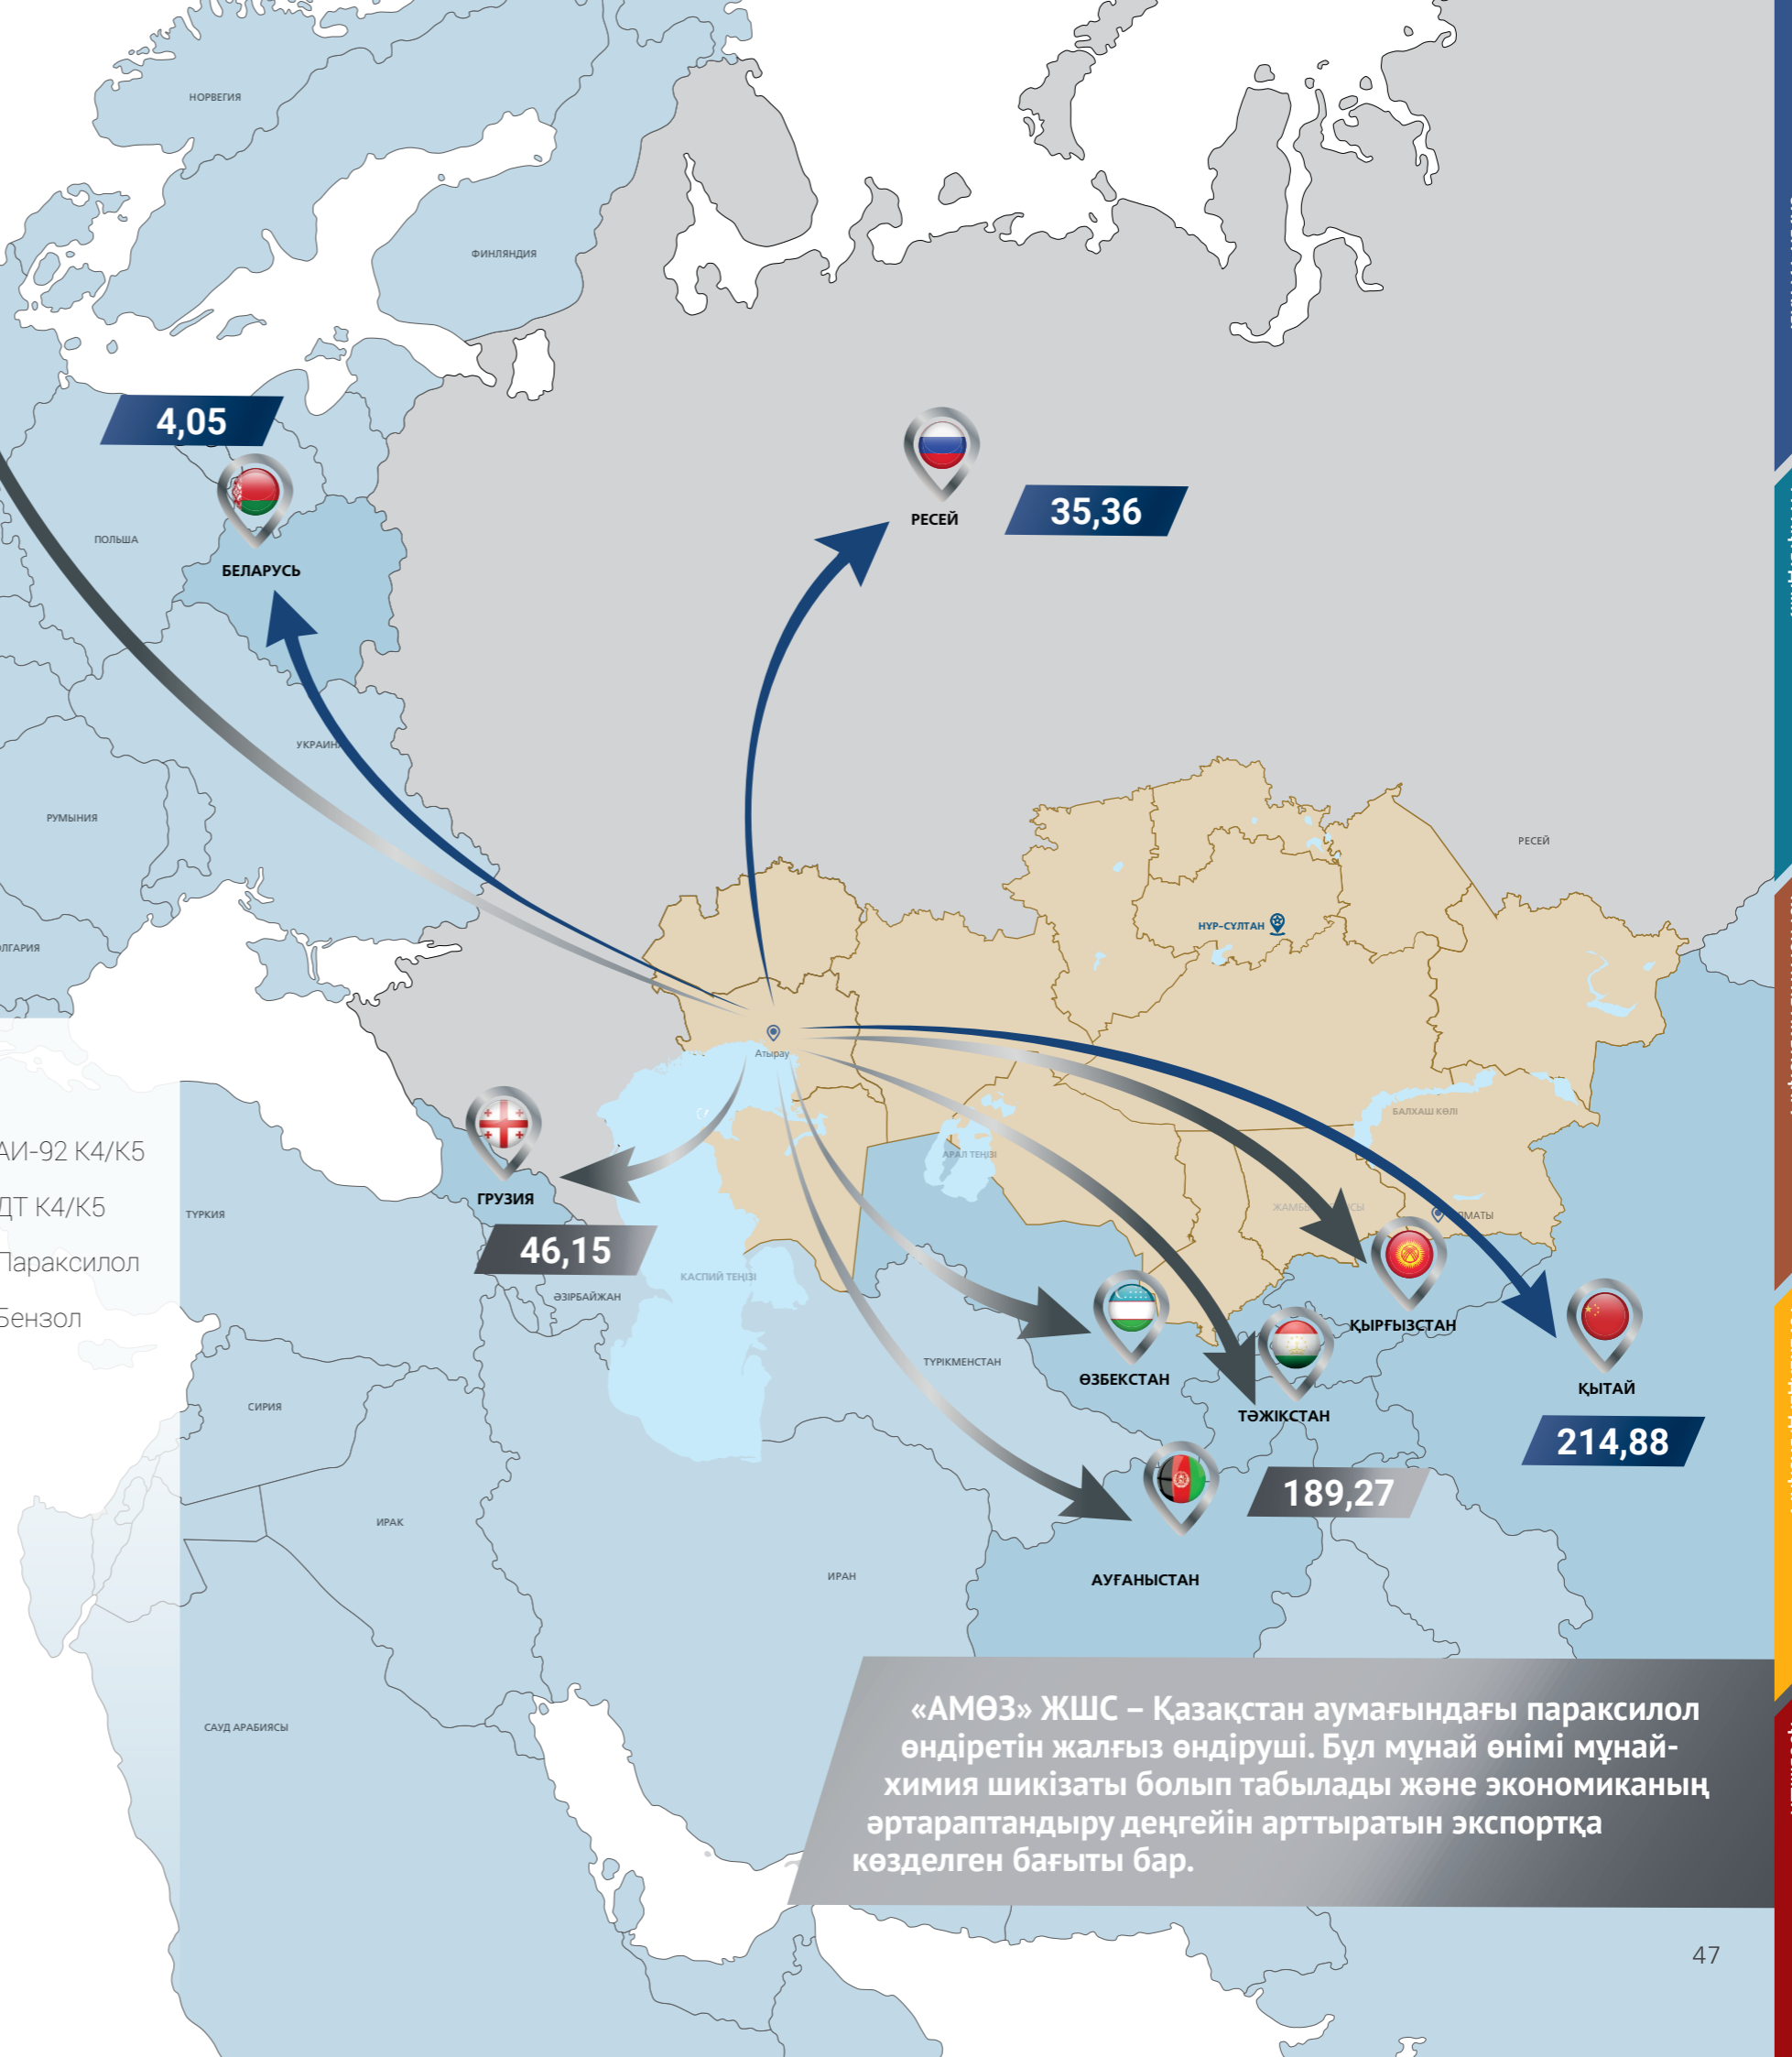 НОРВЕГИЯ
ФИНЛЯНДИЯ
4,05
БЕЛАРУСЬ
ПОЛЬША
РЕСЕЙ
35,36
УКРАИНА
РУМЫНИЯ
РЕСЕЙ
НҰР-СҰЛТАН
Атырау
БАЛХАШ КӨЛІ
АРАЛ ТЕҢІЗІ
АИ-92 К4/К5
ДТ К4/К5
Параксилол
Бензол
ТҮРКИЯ
ГРУЗИЯ
46,15
КАСПИЙ ТЕҢІЗІ
ӘЗІРБАЙЖАН
ҚЫРҒЫЗСТАН
ӨЗБЕКСТАН
ТҮРІКМЕНСТАН
ТӘЖІКСТАН
ҚЫТАЙ
214,88
189,27
СИРИЯ
ИРАК
ИРАН
АУҒАНЫСТАН
САУД АРАБИЯСЫ
«АМӨЗ» ЖШС – Қазақстан аумағындағы параксилол
өндіретін жалғыз өндіруші. Бұл мұнай өнімі мұнай-
химия шикізаты болып табылады және экономиканың
әртараптандыру деңгейін арттыратын экспортқа
көзделген бағыты бар.
47